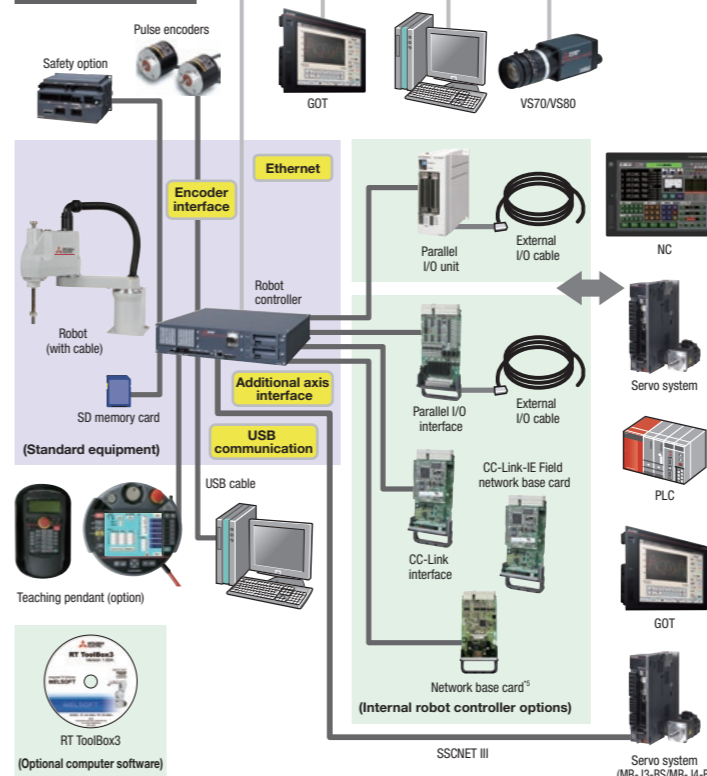 Pulse encoders
Safety option
GOT
VS70/VS80
Ethernet
Encoder
interface
Robot
controller
Robot
(with cable)
SD memory card
(Standard equipment)
Additional axis
interface
USB
communication
Parallel
I/O unit
External
I/O cable
Parallel I/O
interface
External
I/O cable
CC-Link-IE Field
network base card
CC-Link
interface
Network base card*5
(Internal robot controller options)
NC
Servo system
PLC
GOT
USB cable
Teaching pendant (option)
RT ToolBox3
MELSOFT
RT ToolBox3
(Optional computer software)
SSCNET III
Servo system